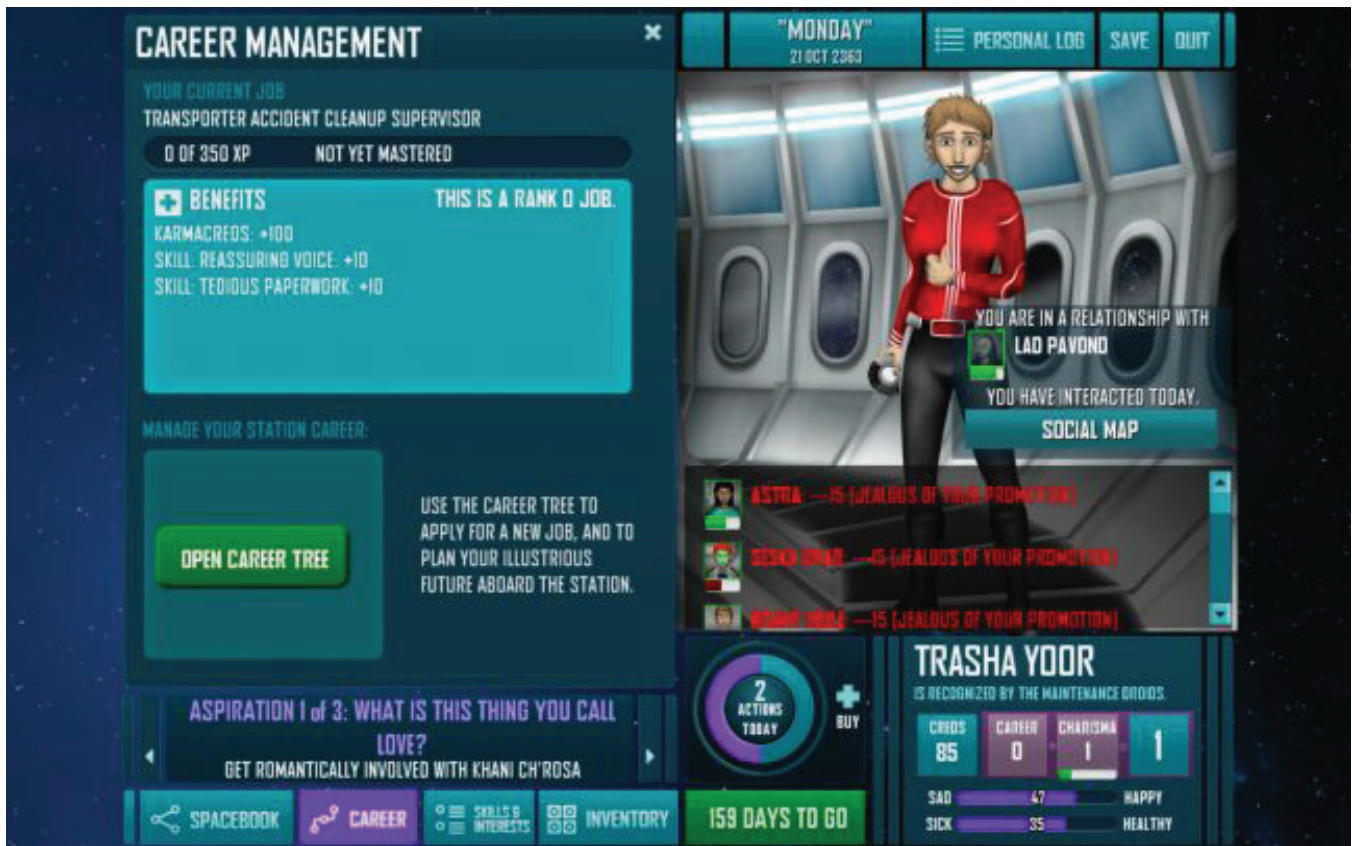 CAREER MANAGEMENT
YOUR CURRENT JOB
TRANSPORTER ACCIDENT CLEANUP SUPERVISOR
0 OF 350 XP NOT YET MASTERED
BENEFITS THIS IS A RANK 0 JOB.
KARMACREDS: +100
SKILL: REASSURING VOICE: +10
SKILL: TEDIOUS PAPERWORK: +10
MANAGE YOUR STATION CAREER:
OPEN CAREER TREE
USE THE CAREER TREE TO
APPLY FOR A NEW JOB, AND TO
PLAN YOUR ILLUSTRIOUS
FUTURE ABOARD THE STATION.
ASPIRATION 1 of 3: WHAT IS THIS THING YOU CALL
LOVE?
GET ROMANTICALLY INVOLVED WITH KHANI CH'ROSA
SPACEBOOK
CAREER
SKILLS &
INTERESTS
INVENTORY
"MONDAY"
21 OCT 2363
PERSONAL LOG
SAVE
QUIT
YOU ARE IN A RELATIONSHIP WITH
LAO PAVONO
YOU HAVE INTERACTED TODAY.
SOCIAL MAP
ASTRA: —15 (JEALOUS OF YOUR PROMOTION)
—15 (JEALOUS OF YOUR PROMOTION)
—15 (JEALOUS OF YOUR PROMOTION)
2
ACTIONS
TODAY
BUY
159 DAYS TO GO
TRASHA YOOR
IS RECOGNIZED BY THE MAINTENANCE DROIDS.
CREDS
85
CAREER
0
CHARISMA
1
1
SAD 47 HAPPY
SICK 35 HEALTHY